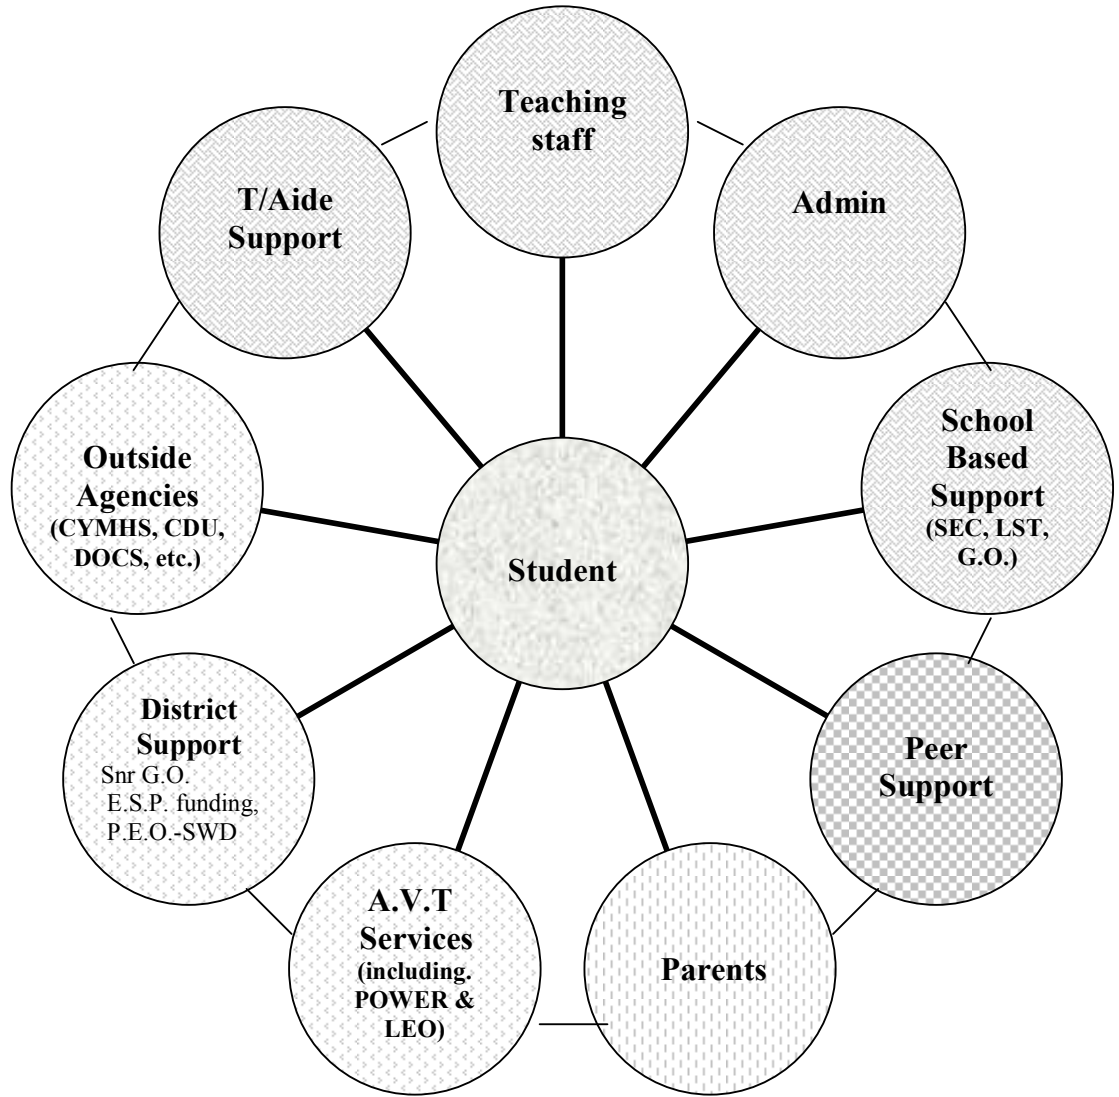 Teaching
staff
T/Aide
Support
Admin
School
Based
Support
(SEC, LST,
G.O.)
Outside
Agencies
(CYMHS, CDU,
DOCS, etc.)
Student
District
Support
Snr G.O.
E.S.P. funding,
P.E.O.-SWD
Peer
Support
A.V.T
Services
(including.
POWER &
LEO)
Parents